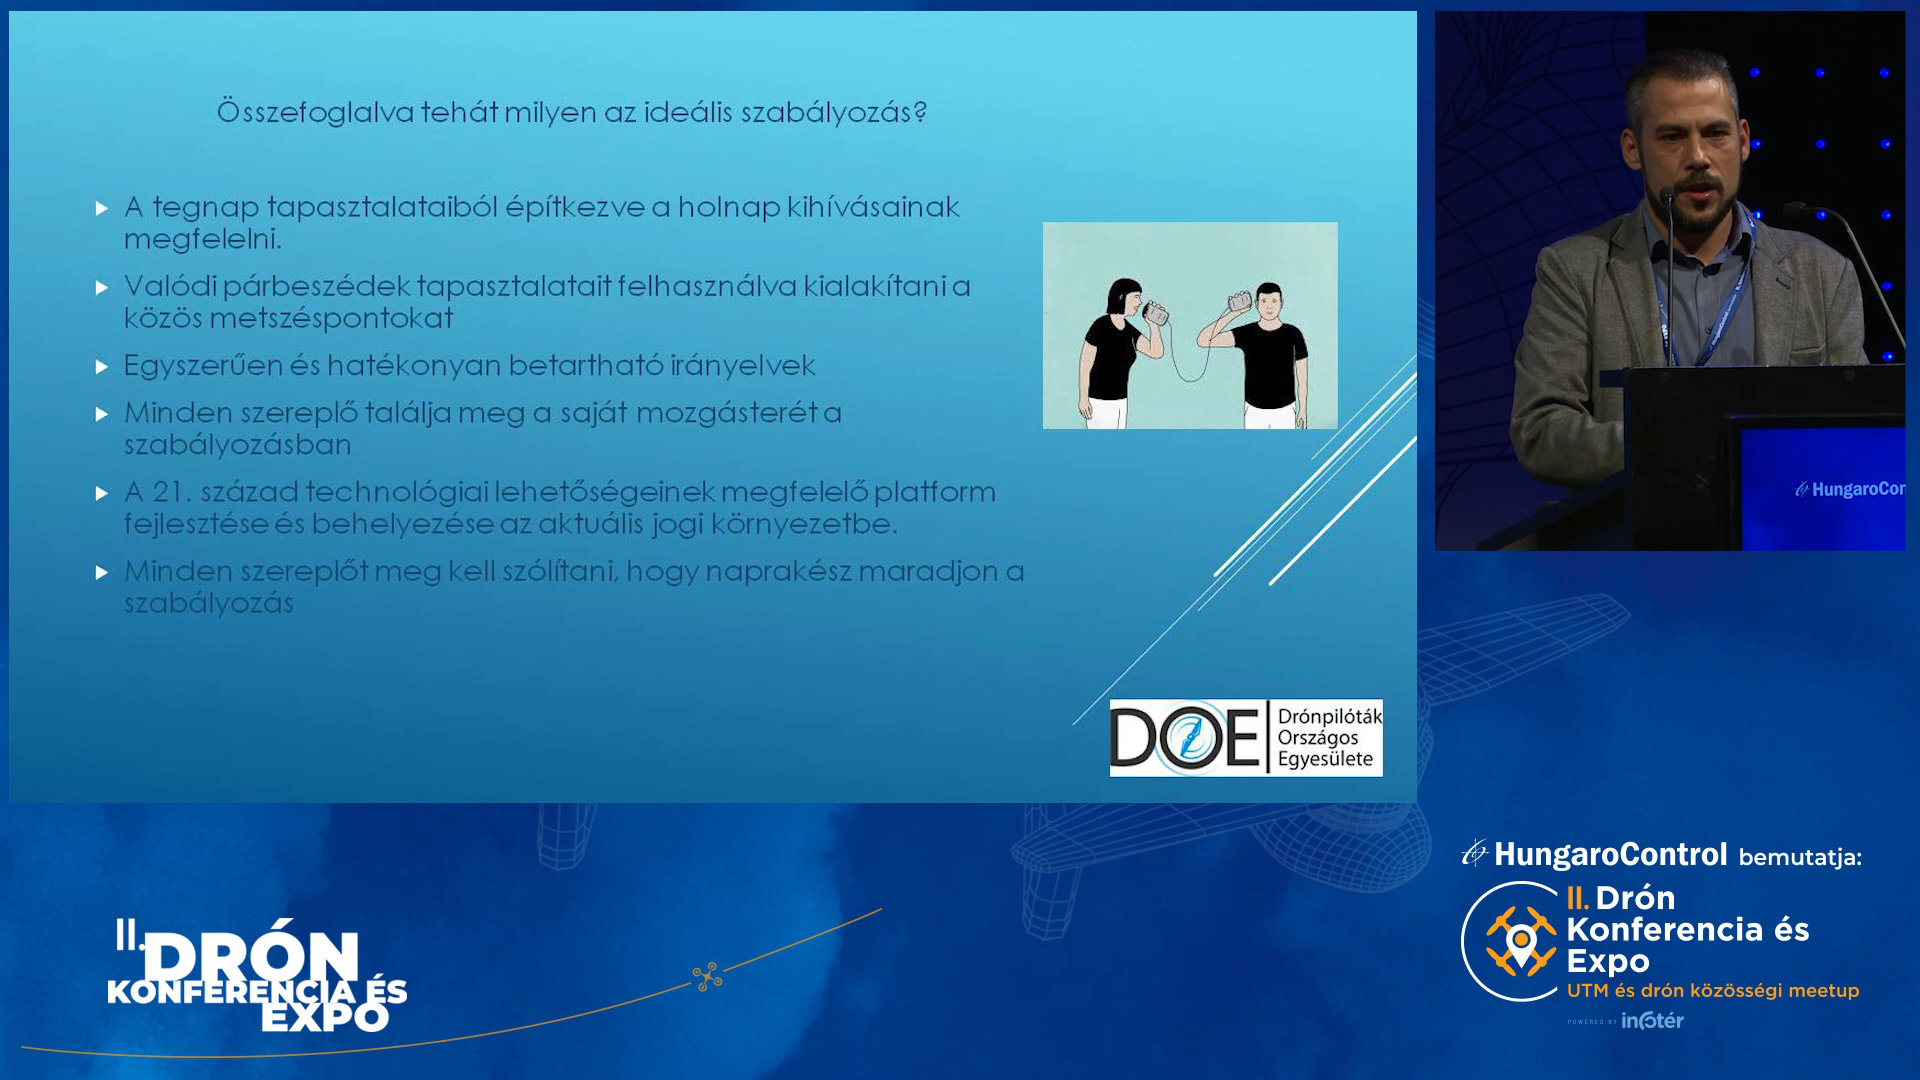 Összefoglalva tehát milyen az ideális szabályozás?
A tegnap tapasztalataiból építkezve a holnap kihívásainak
megfelelni.
Valódi párbeszédek tapasztalatait felhasználva kialakítani a
közös metszéspontokat
Egyszerűen és hatékonyan betartható irányelvek
Minden szereplő találja meg a saját mozgásterét a
szabályozásban
A 21. század technológiai lehetőségeinek megfelelő platform
fejlesztése és behelyezése az aktuális jogi környezetbe.
Minden szereplőt meg kell szólítani, hogy naprakész maradjon a
szabályozás
DOE
Drónpilóták
Országos
Egyesülete
HungaroCon
HungaroControl bemutatja:
II. Drón
Konferencia és
Expo
UTM és drón közösségi meetup
POWERED BY infotér
II. DRÓN
KONFERENCIA ÉS
EXPO